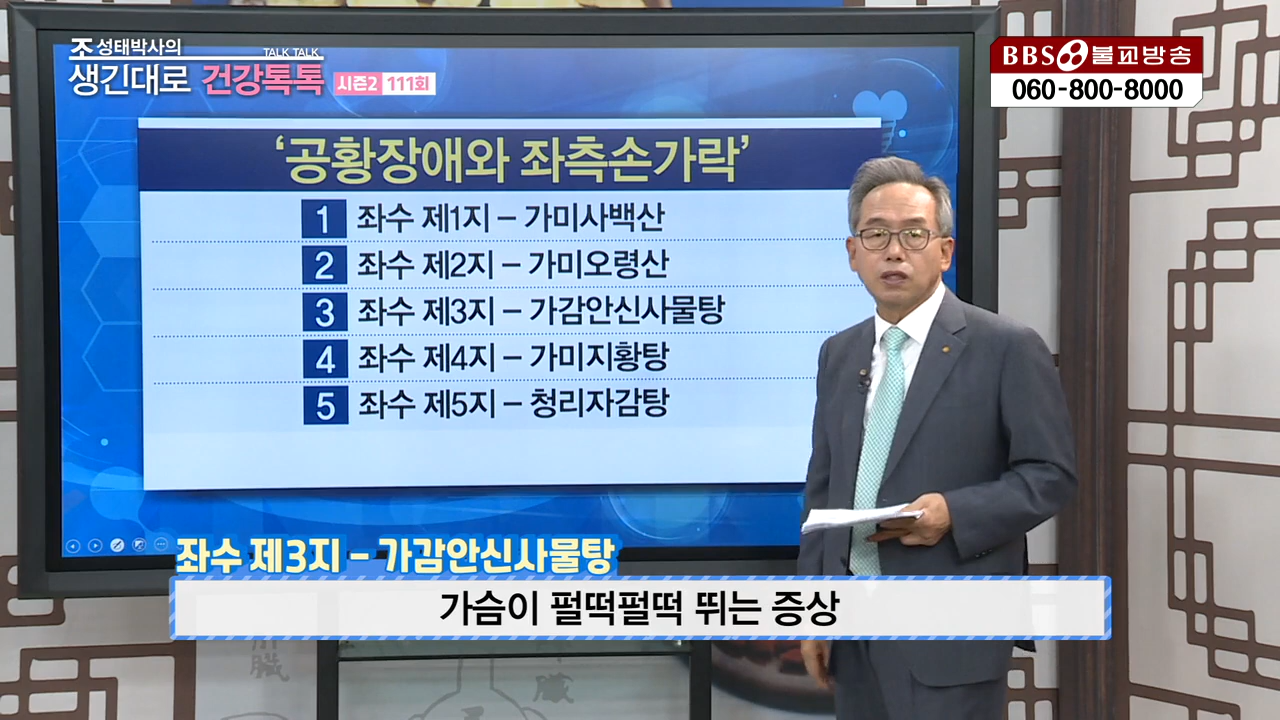 조성태박사의
TALK TALK
생긴대로 건강톡톡 시즌2 111회
BBS 불교방송
060-800-8000
‘공황장애와 좌측손가락’
1 좌수 제1지 – 가미사백산
2 좌수 제2지 – 가미오령산
3 좌수 제3지 – 가감안신사물탕
4 좌수 제4지 – 가미지황탕
5 좌수 제5지 – 청리자감탕
좌수 제3지 - 가감안신사물탕
가슴이 펄떡펄떡 뛰는 증상
臟